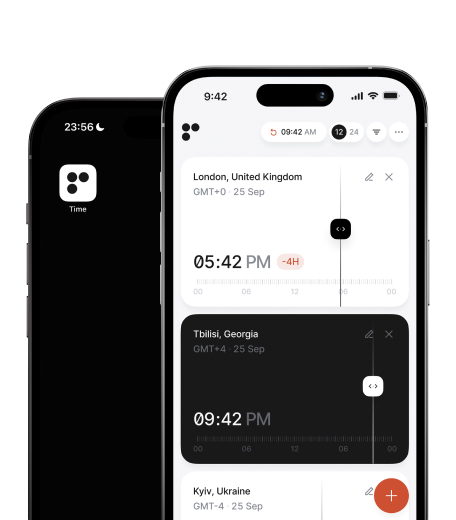 23:56
Time
9:42
09:42 AM
12 24
London, United Kingdom
GMT+0 · 25 Sep
05:42 PM -4H
00 06 12 06 00
Tbilisi, Georgia
GMT+4 · 25 Sep
09:42 PM
00 06 12 06 00
Kyiv, Ukraine
GMT-4 · 25 Sep